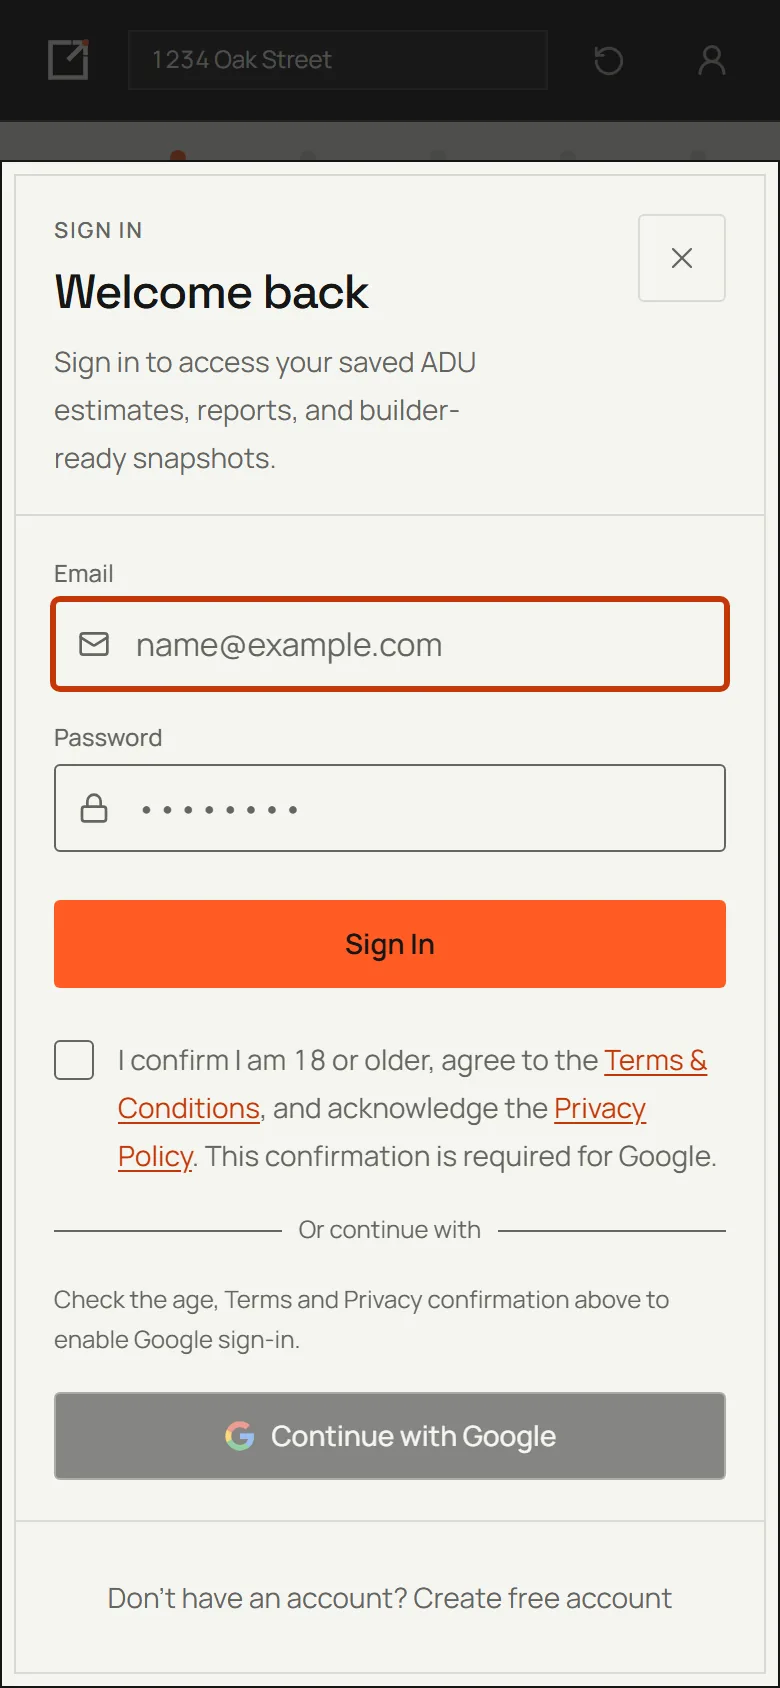 1234 Oak Street
SIGN IN
Welcome back
Sign in to access your saved ADU
estimates, reports, and builder-
ready snapshots.
Email
name@example.com
Password
••••••••
Sign In
I confirm I am 18 or older, agree to the Terms &
Conditions, and acknowledge the Privacy
Policy. This confirmation is required for Google.
Or continue with
Check the age, Terms and Privacy confirmation above to
enable Google sign-in.
Continue with Google
Don’t have an account? Create free account